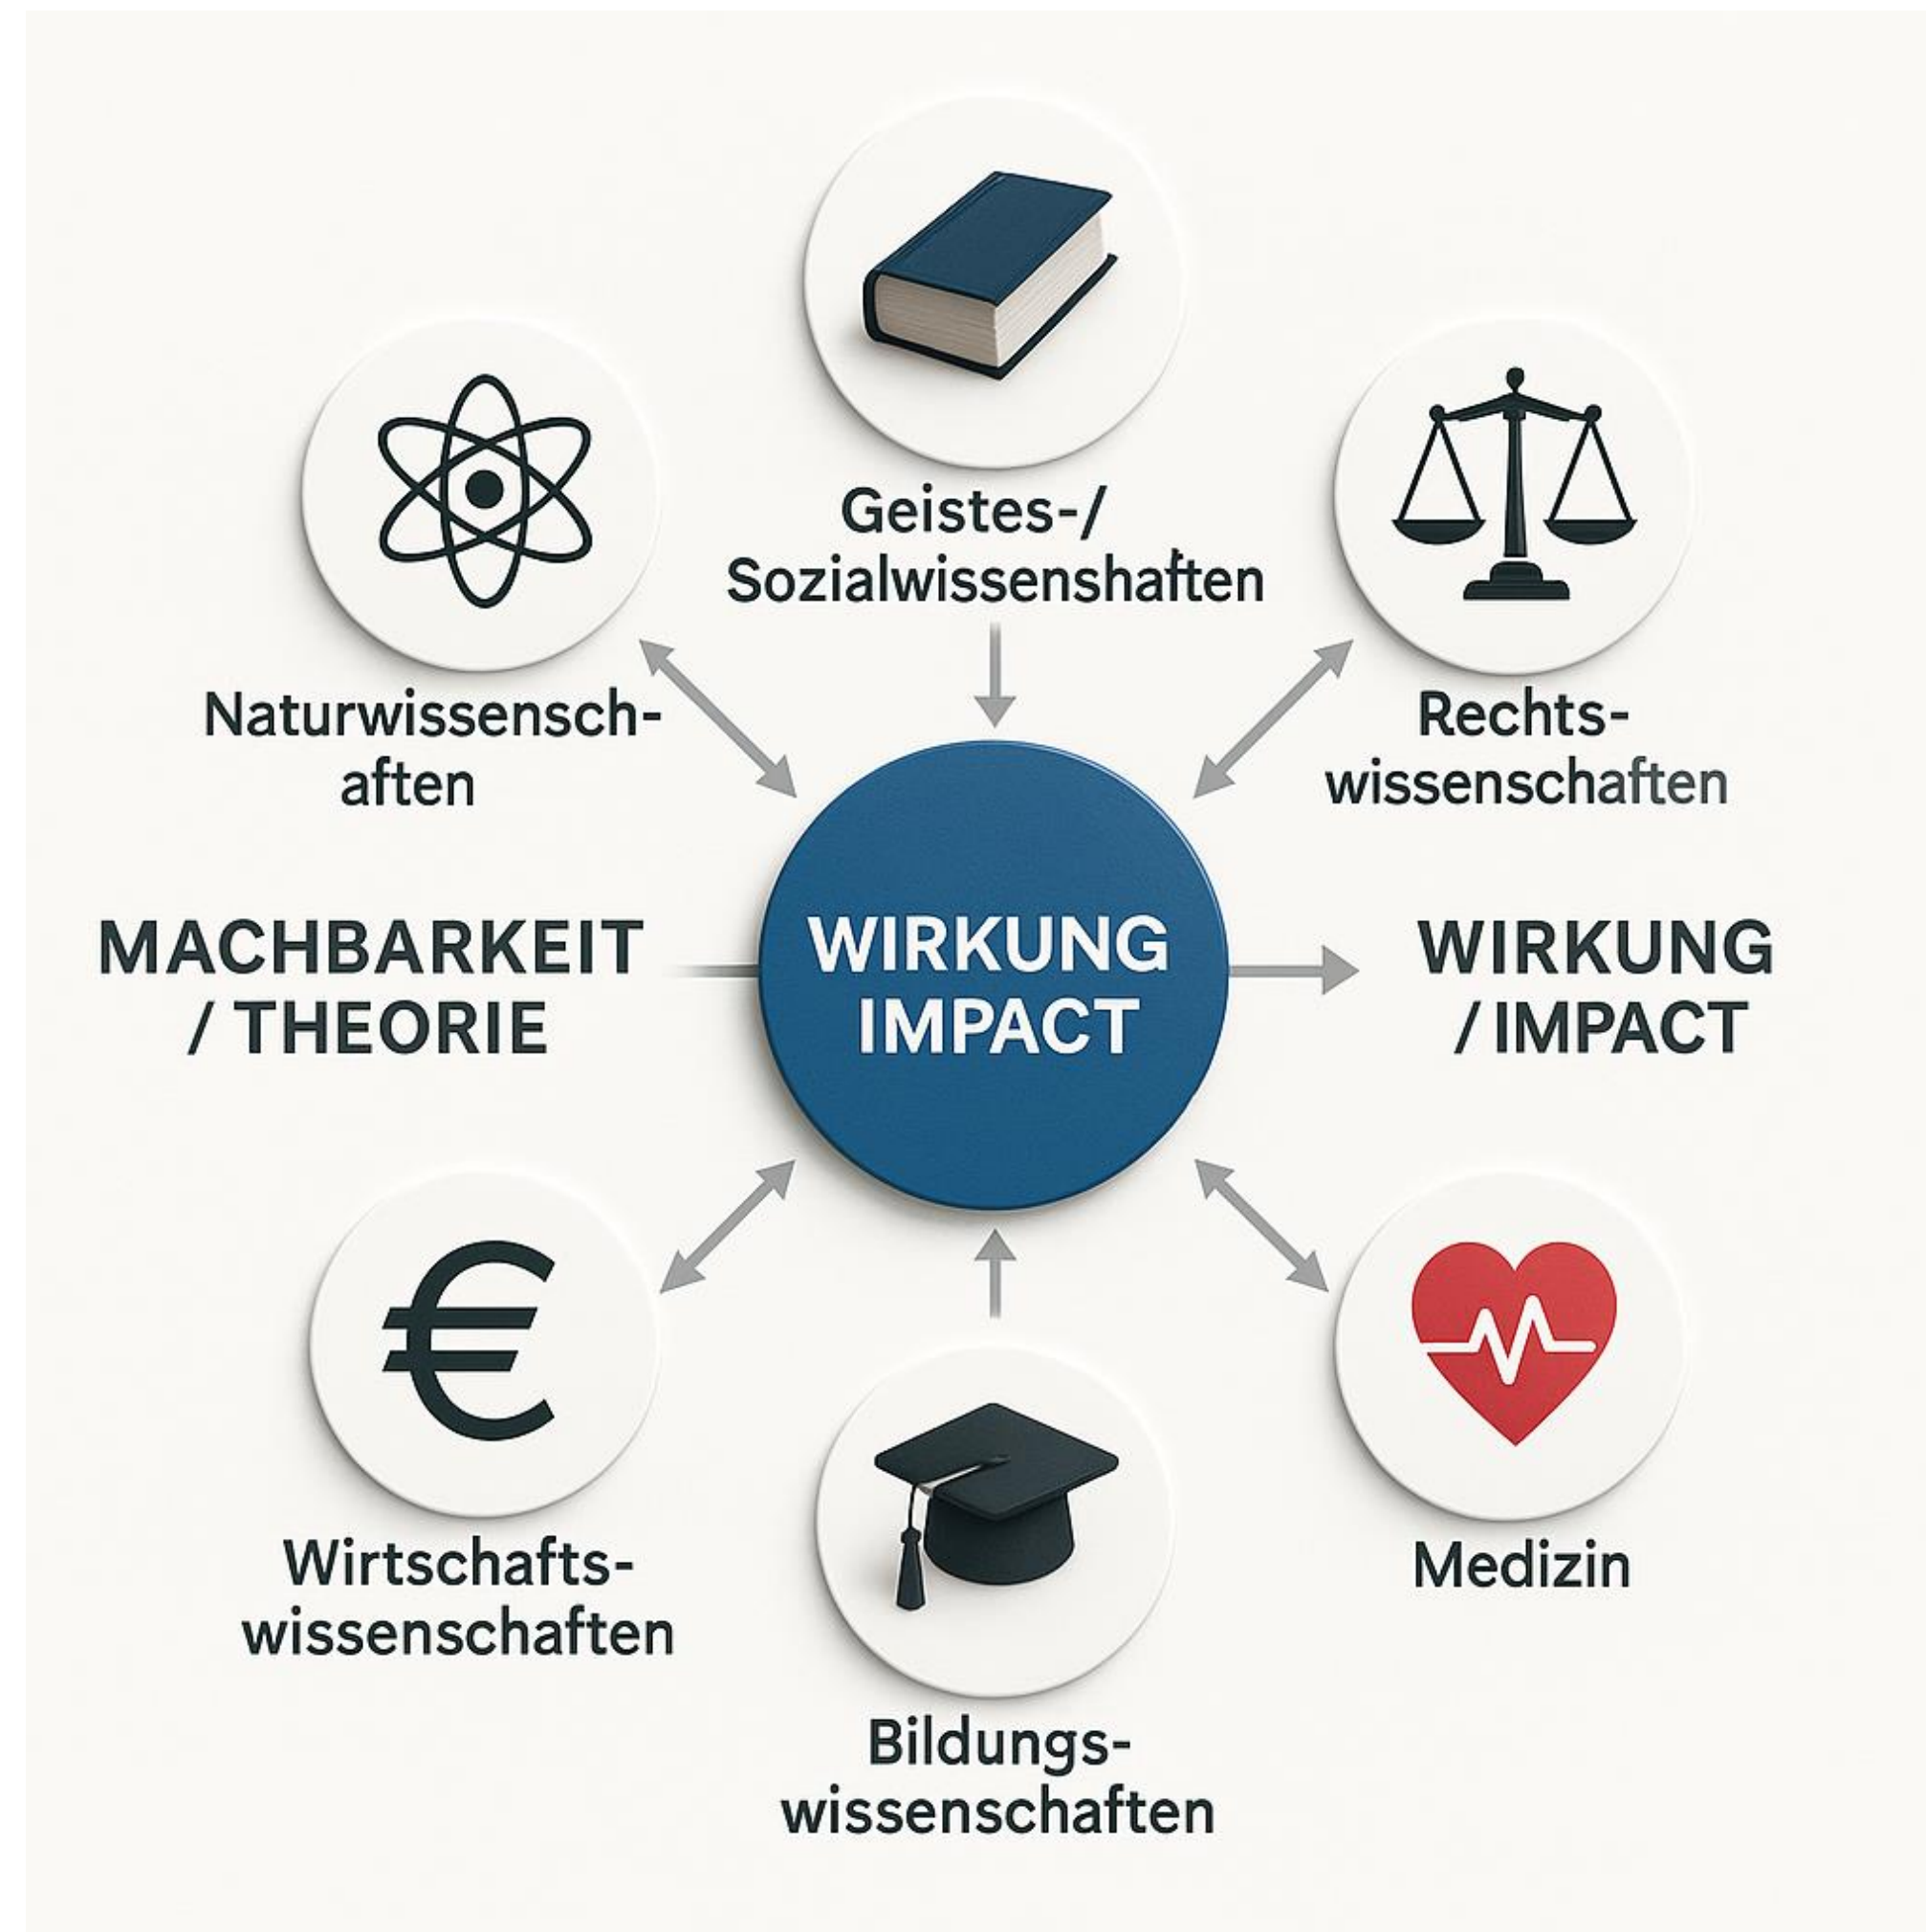 Geistes-/
Sozialwissenshaften
Naturwissensch-
aften
Rechts-
wissenschaften
MACHBARKEIT
/ THEORIE
WIRKUNG
IMPACT
WIRKUNG
/ IMPACT
€
Wirtschafts-
wissenschaften
Medizin
Bildungs-
wissenschaften